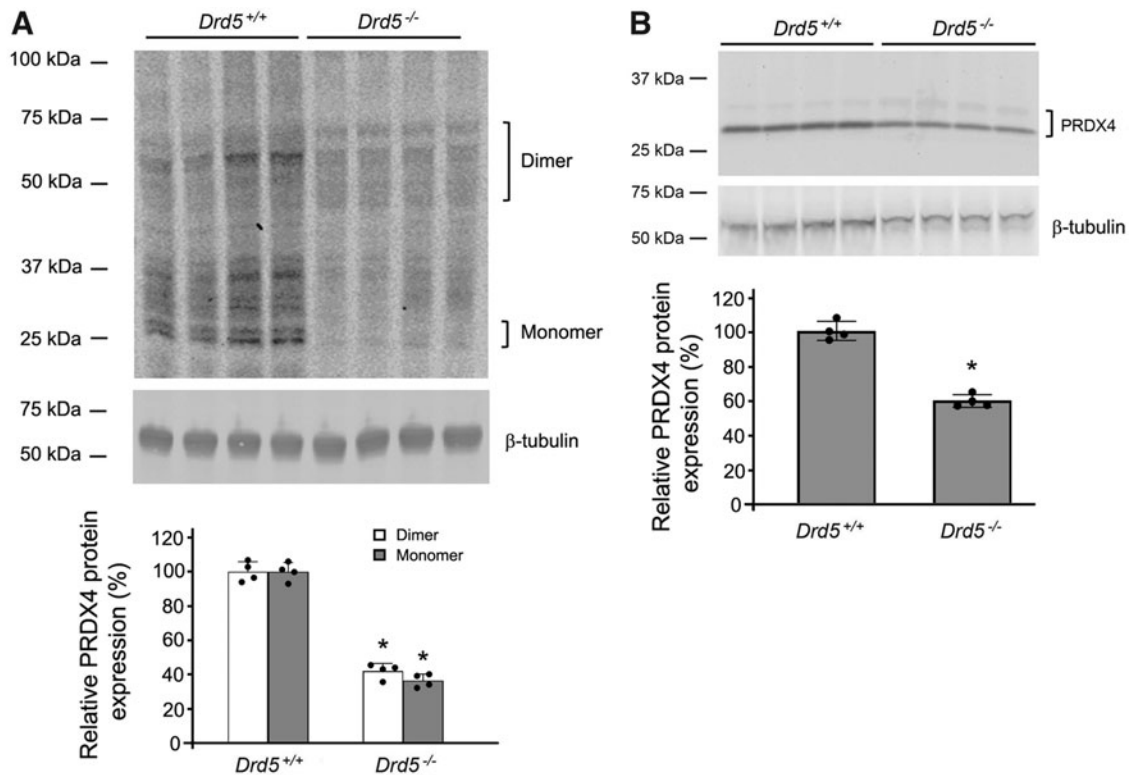 A
Drd5+/+ Drd5-/-
100 kDa
75 kDa
50 kDa
37 kDa
25 kDa
Dimer
Monomer
75 kDa
50 kDa
β-tubulin
Relative PRDX4 protein
expression (%)
120
100
80
60
40
20
0
Dimer
Monomer
* *
Drd5+/+ Drd5-/-
B
Drd5+/+ Drd5-/-
37 kDa
25 kDa
PRDX4
75 kDa
50 kDa
β-tubulin
Relative PRDX4 protein
expression (%)
120
100
80
60
40
20
0
*
Drd5+/+ Drd5-/-